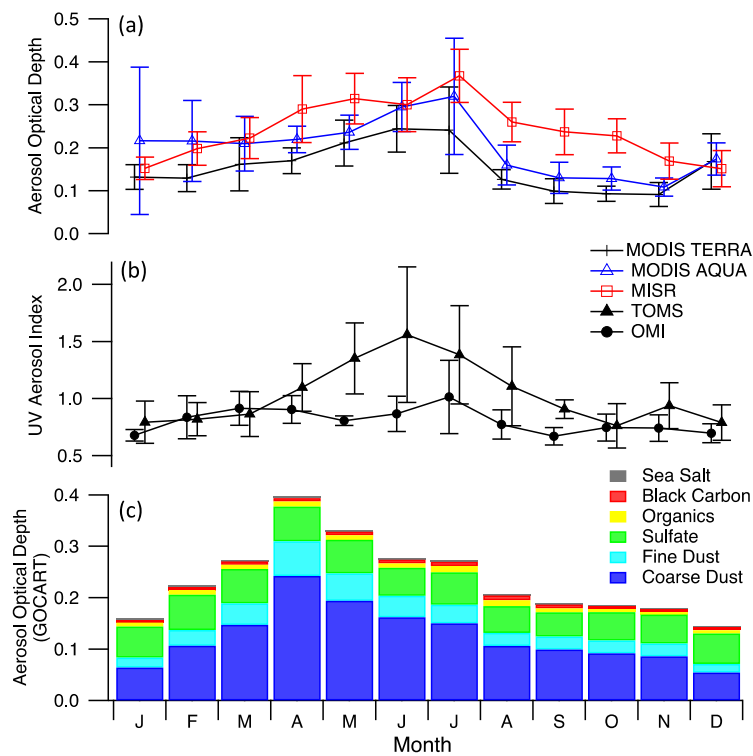 (a)
Aerosol Optical Depth
0.5
0.4
0.3
0.2
0.1
0.0
MODIS TERRA
MODIS AQUA
MISR
TOMS
OMI
(b)
UV Aerosol Index
2.0
1.5
1.0
0.5
Sea Salt
Black Carbon
Organics
Sulfate
Fine Dust
Coarse Dust
(c)
Aerosol Optical Depth
(GOCART)
0.4
0.3
0.2
0.1
0.0
J F M A M J J A S O N D
Month